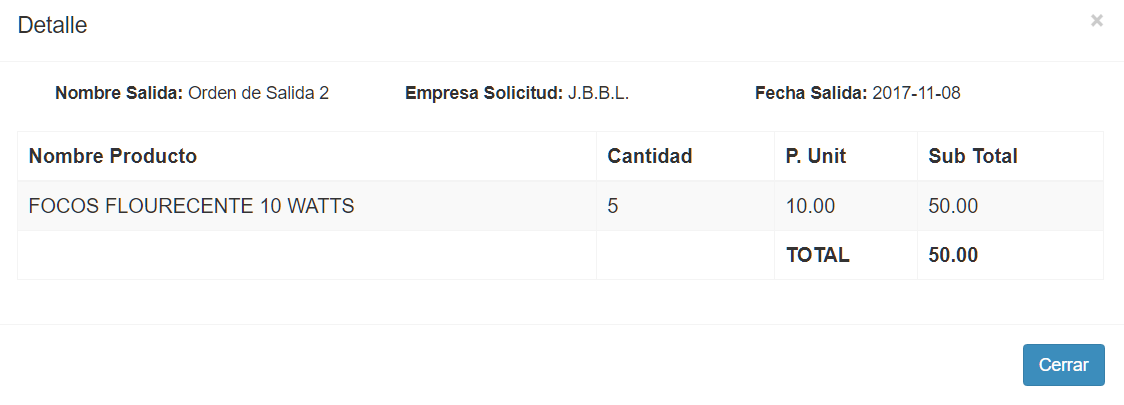 Detalle ×
Nombre Salida: Orden de Salida 2 Empresa Solicitud: J.B.B.L. Fecha Salida: 2017-11-08
Nombre Producto Cantidad P. Unit Sub Total
FOCOS FLOURECENTE 10 WATTS 5 10.00 50.00
TOTAL 50.00
Cerrar